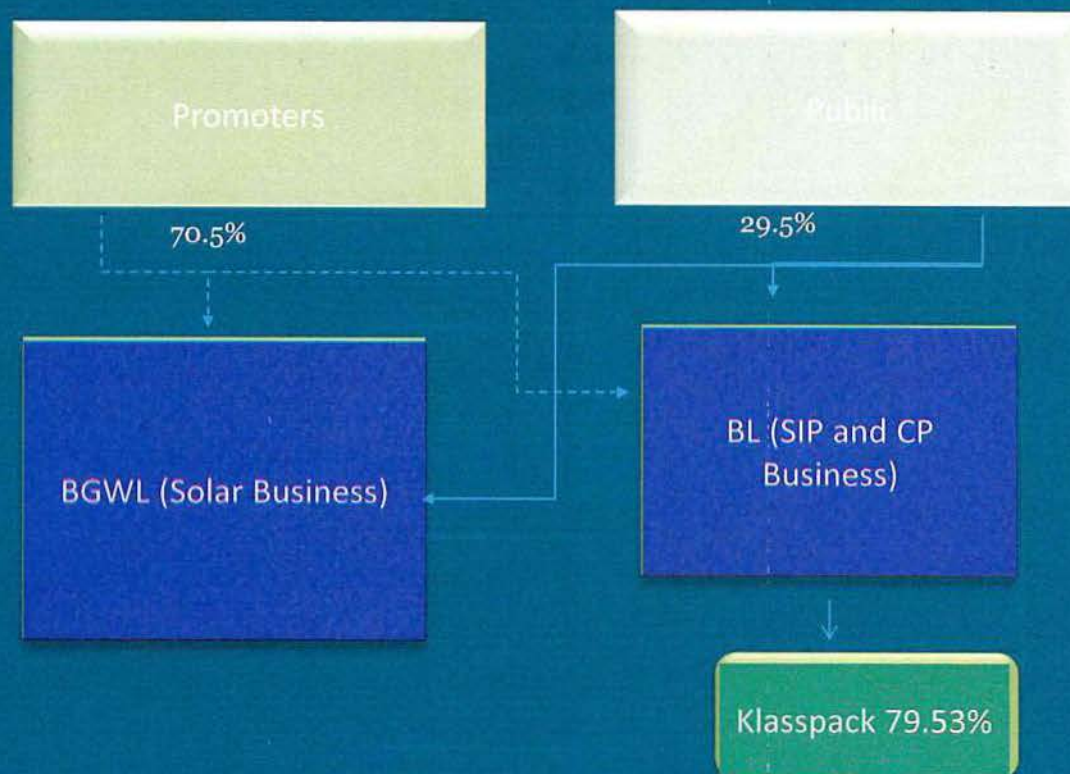 Promoters
Public
70.5%
29.5%
BGWL (Solar Business)
BL (SIP and CP
Business)
Klasspack 79.53%